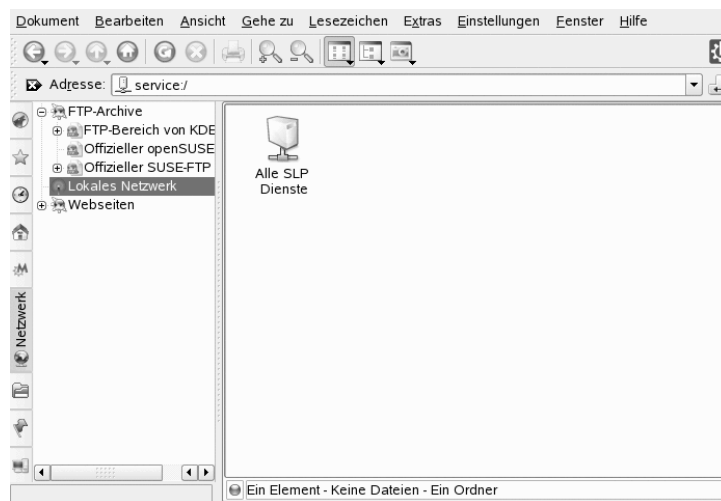 Dokument Bearbeiten Ansicht Gehe zu Lesezeichen Extras Einstellungen Fenster Hilfe
Adresse: service:/
FTP-Archive
FTP-Bereich von KDE
Offizieller openSUSE
Offizieller SUSE-FTP
Lokales Netzwerk
Webseiten
Netzwerk
Alle SLP
Dienste
Ein Element - Keine Dateien - Ein Ordner